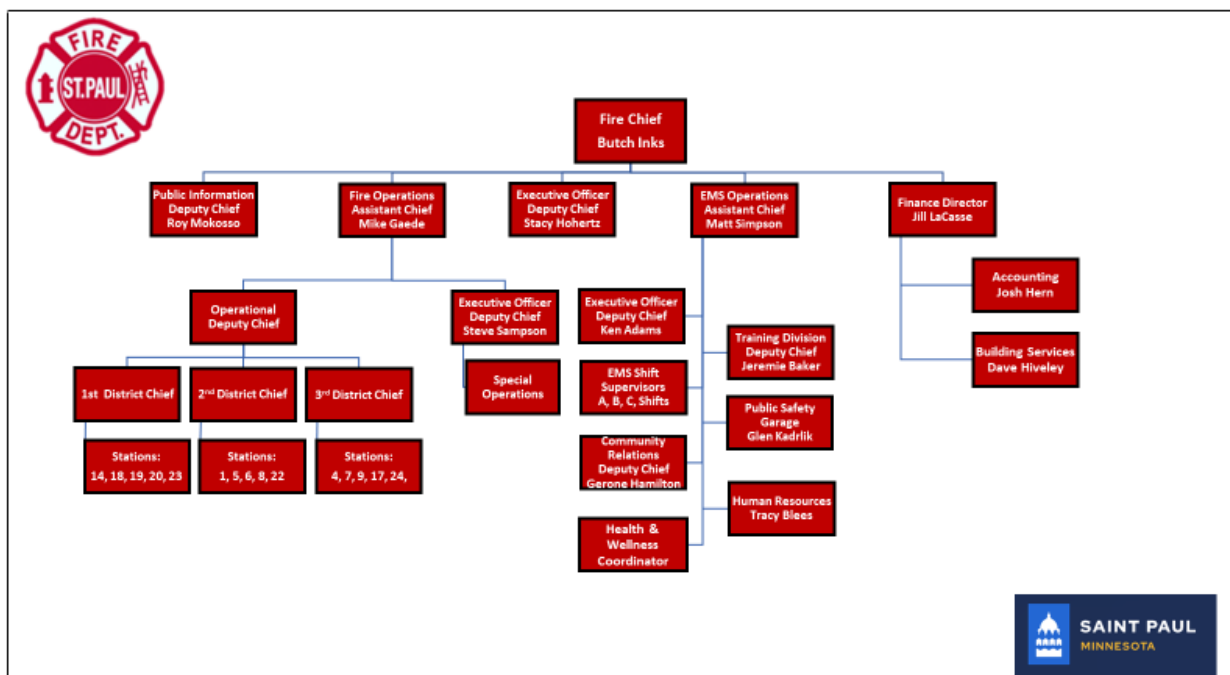 FIRE
ST.PAUL
DEPT.
Fire Chief
Butch Inks
Public Information
Deputy Chief
Roy Mokosso
Fire Operations
Assistant Chief
Mike Gaede
Executive Officer
Deputy Chief
Stacy Hohertz
EMS Operations
Assistant Chief
Matt Simpson
Finance Director
Jill LaCasse
Operational
Deputy Chief
Executive Officer
Deputy Chief
Steve Sampson
Special
Operations
1st District Chief
2nd District Chief
3rd District Chief
Stations:
14, 18, 19, 20, 23
Stations:
1, 5, 6, 8, 22
Stations:
4, 7, 9, 17, 24,
Executive Officer
Deputy Chief
Ken Adams
EMS Shift
Supervisors
A, B, C, Shifts
Community
Relations
Deputy Chief
Gerone Hamilton
Health &
Wellness
Coordinator
Training Division
Deputy Chief
Jeremie Baker
Public Safety
Garage
Glen Kadrlik
Human Resources
Tracy Blees
Accounting
Josh Hern
Building Services
Dave Hiveley
SAINT PAUL
MINNESOTA